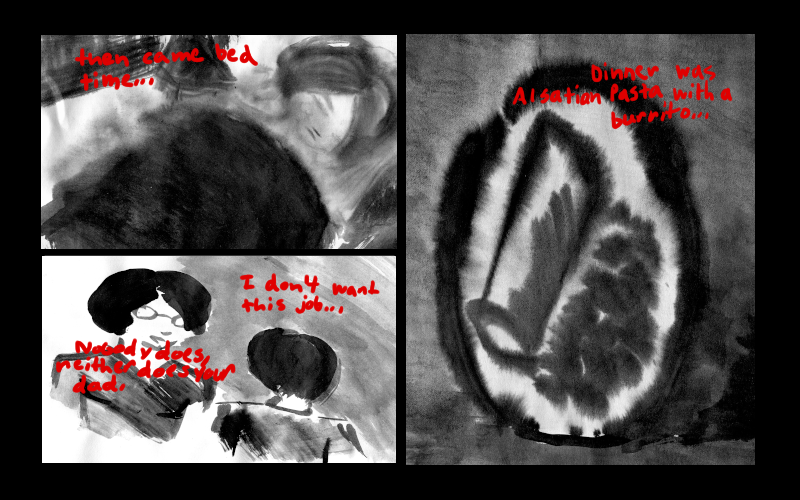 then came bed
time...
I don't want
this job...
Nobody does,
neither does your
dad.
Dinner was
Alsatian Pasta with a
burrito...